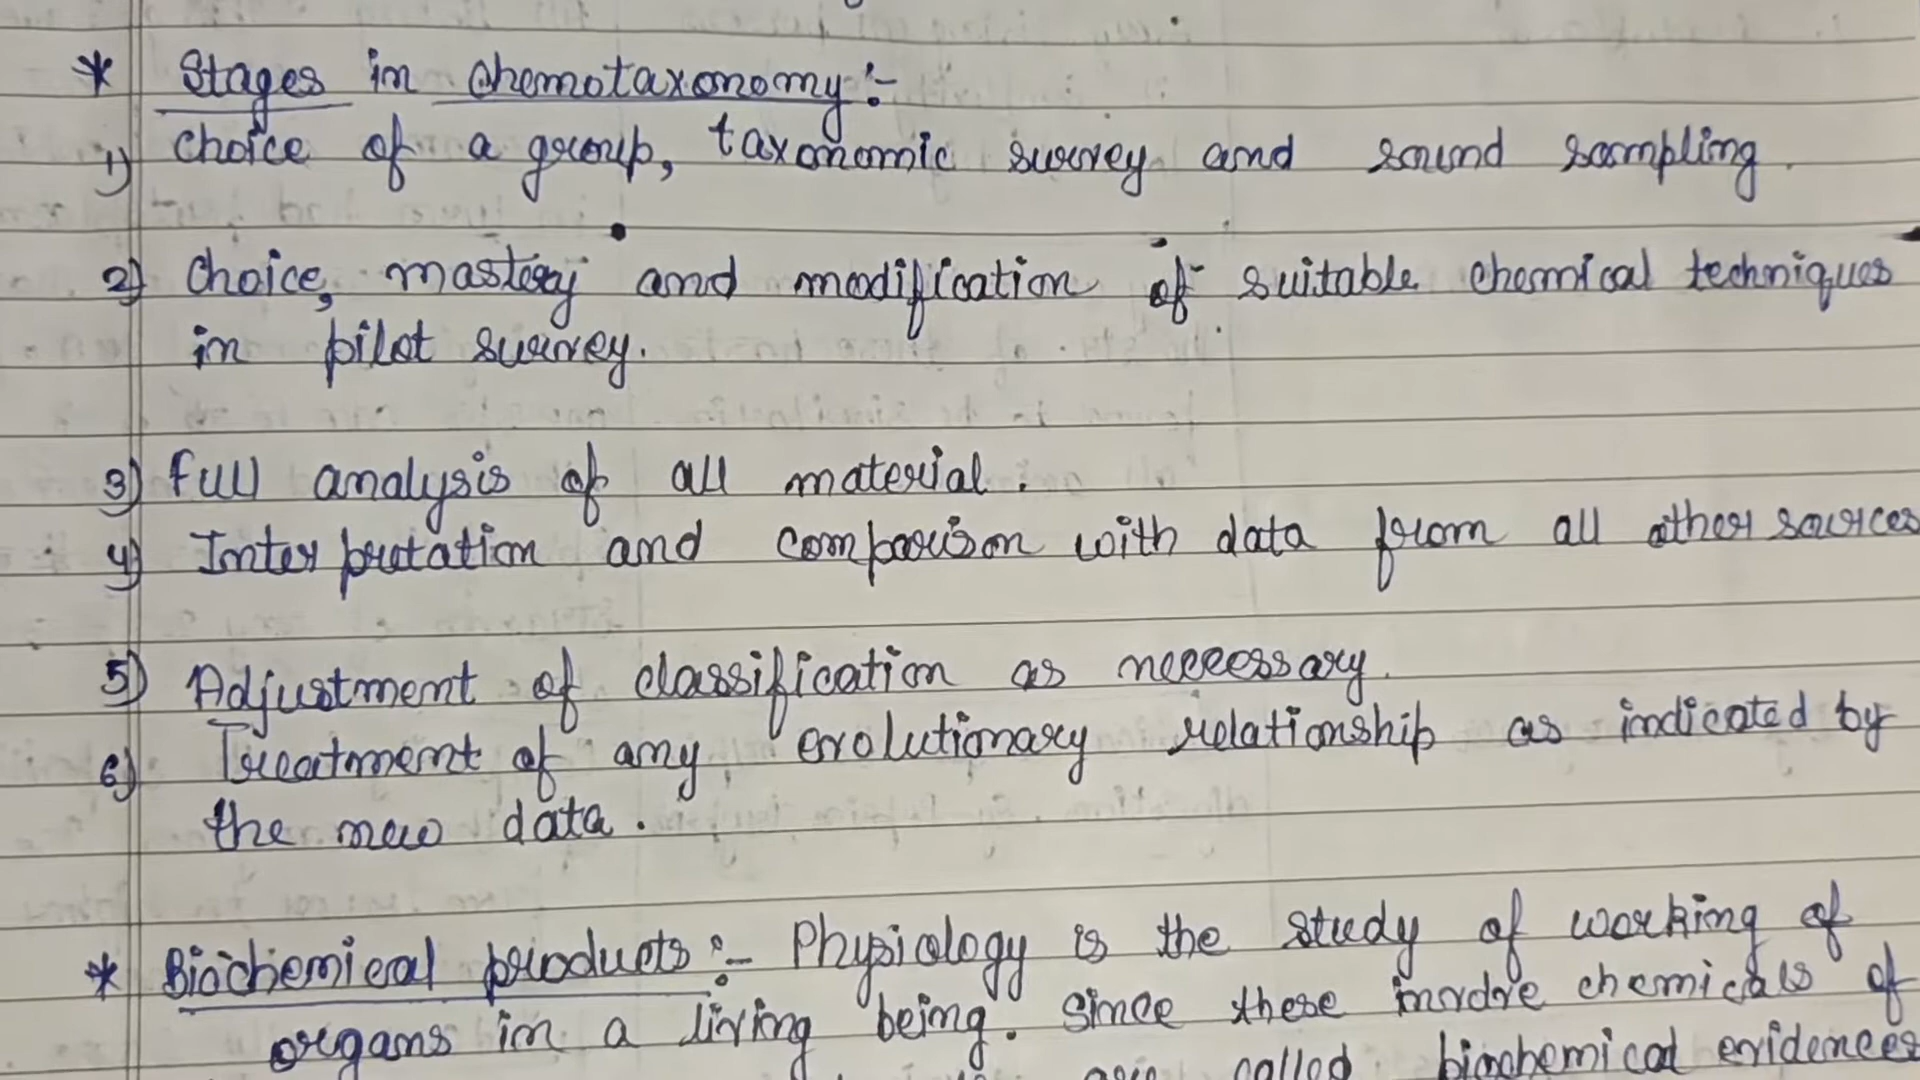 * Stages in chemotaxonomy :-
1) choice of a group, taxonomic survey and sound sampling.
2) choice, mastery and modification of suitable chemical techniques
in pilot survey.
3) Full analysis of all material.
4) Interpretation and comparison with data from all other sources
5) Adjustment of classification as necessary.
6) Treatment of any evolutionary relationship as indicated by
the new data.
* Biochemical products :- Physiology is the study of working of
organs in a living being. Since these involve chemicals of
are called biochemical evidences